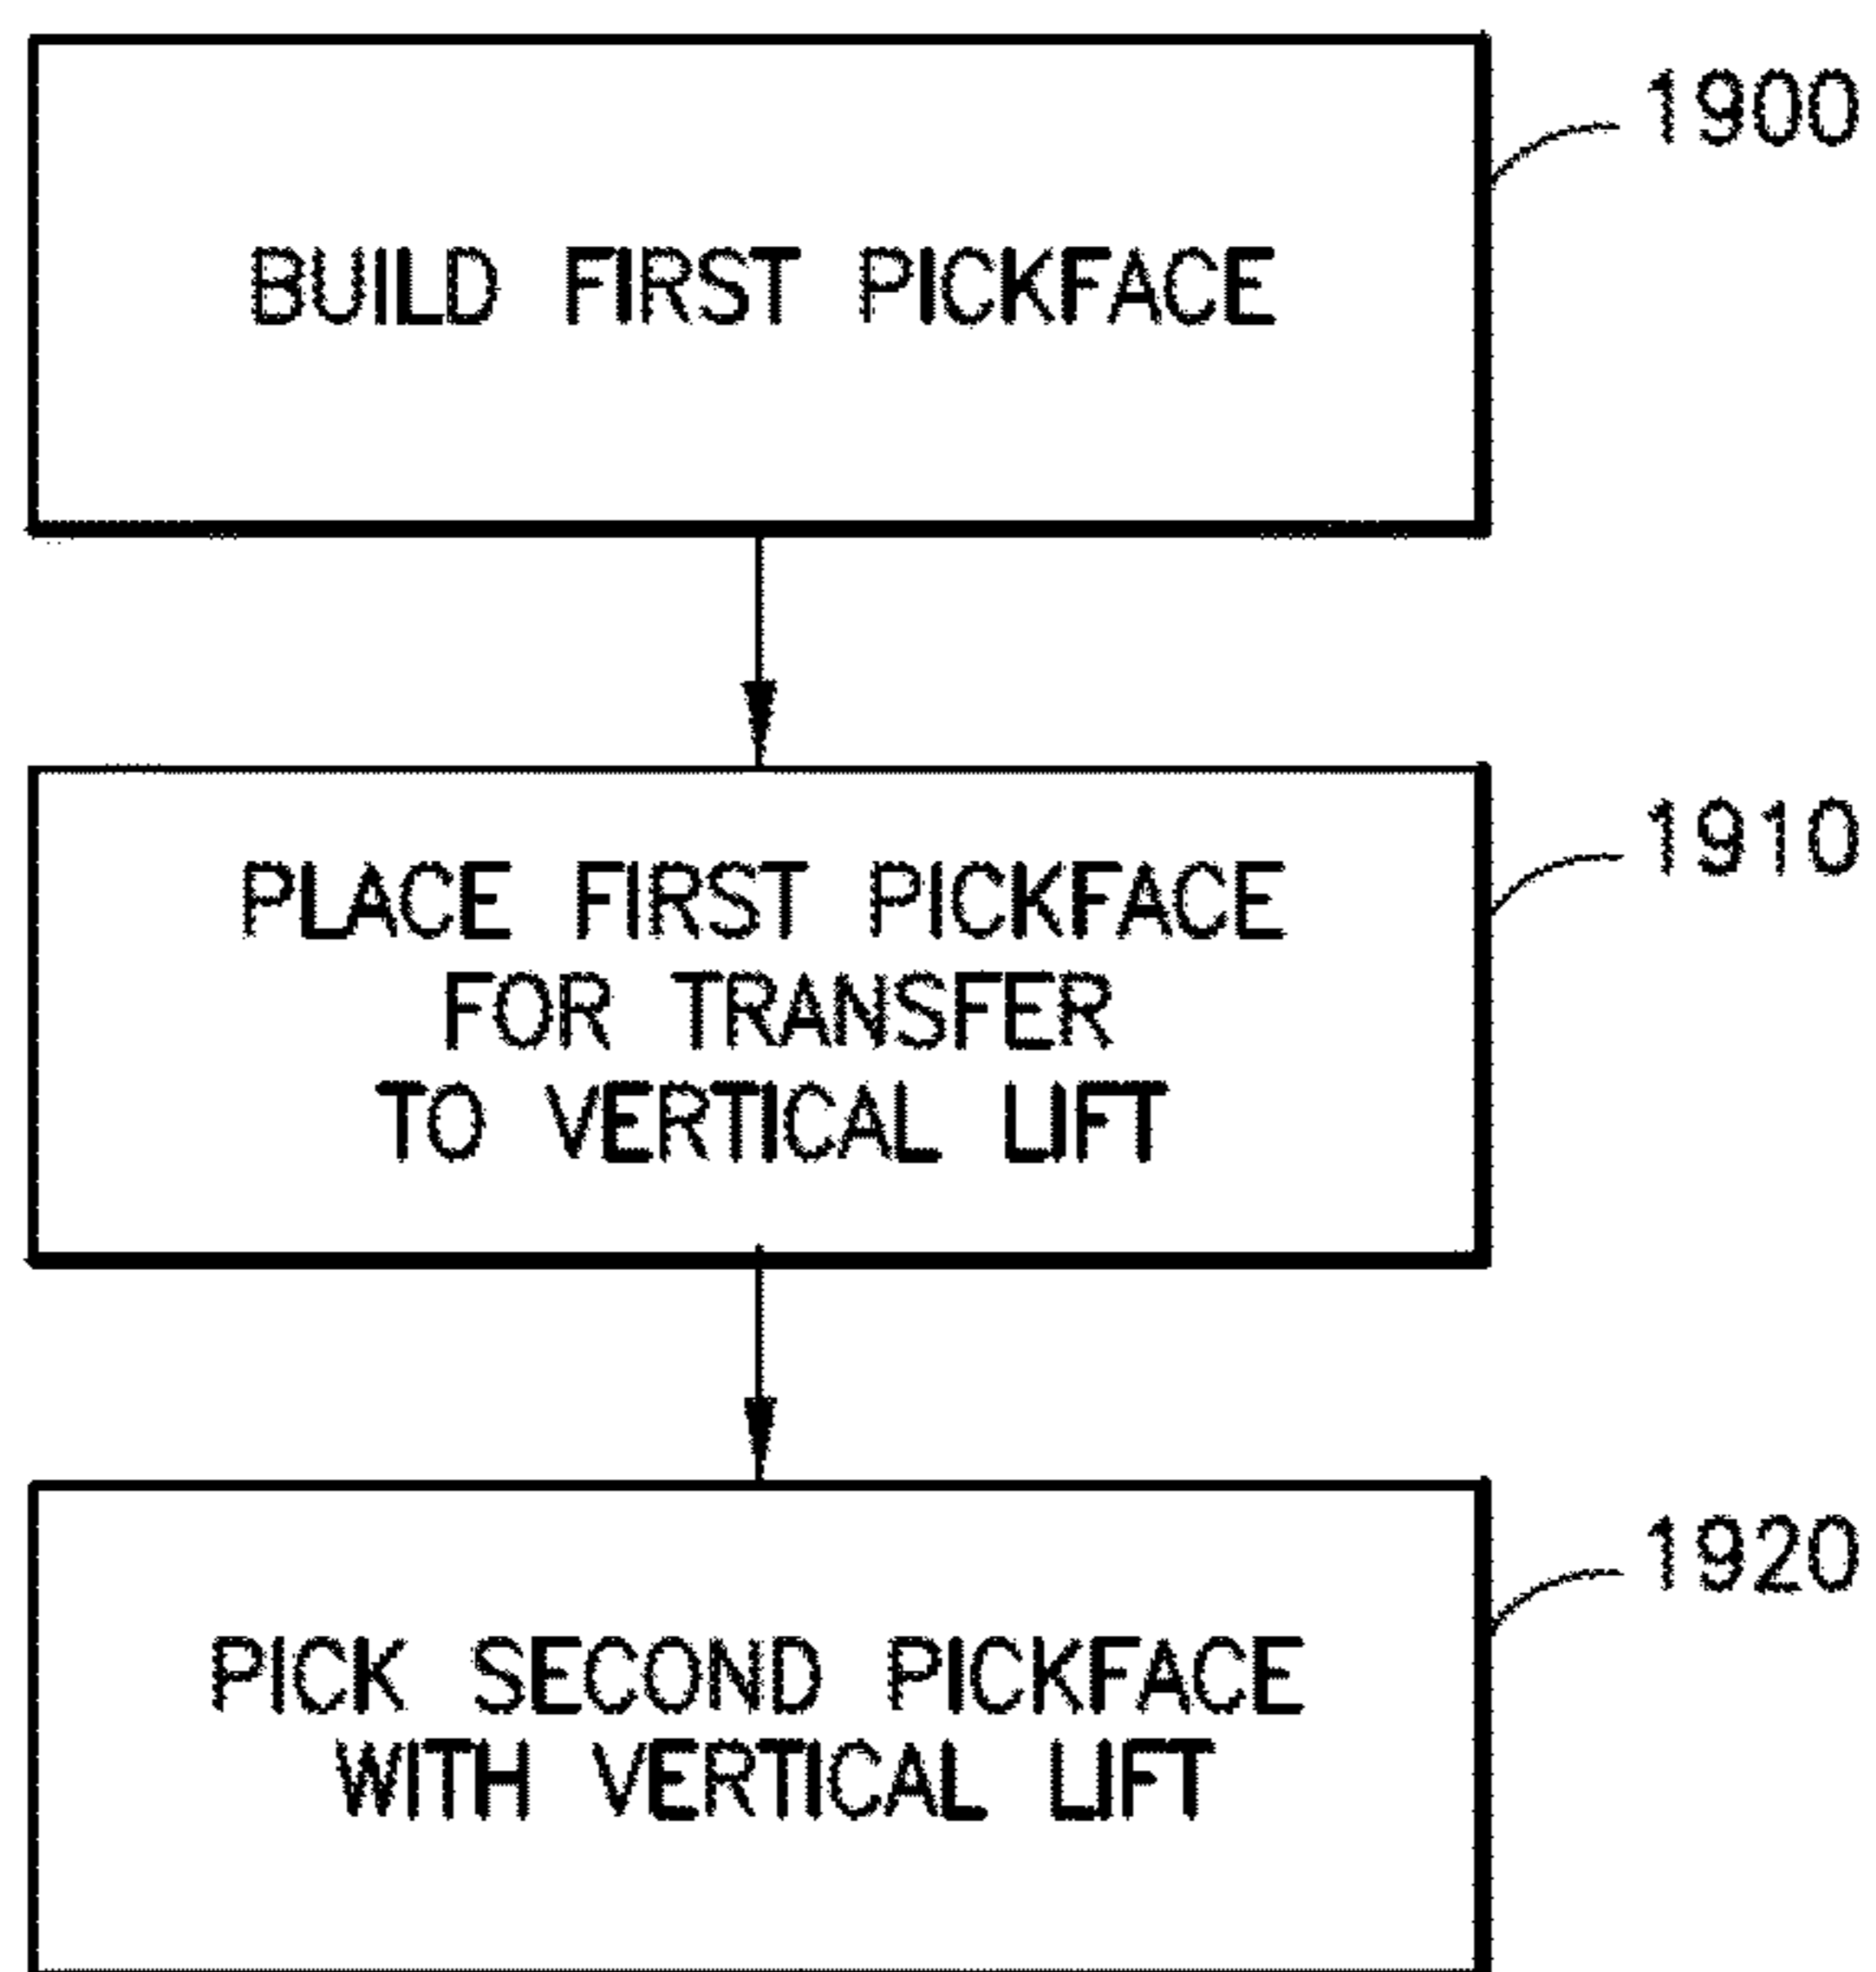 BUILD FIRST PICKFACE
1900
PLACE FIRST PICKFACE
FOR TRANSFER
TO VERTICAL LIFT
1910
PICK SECOND PICKFACE
WITH VERTICAL LIFT
1920